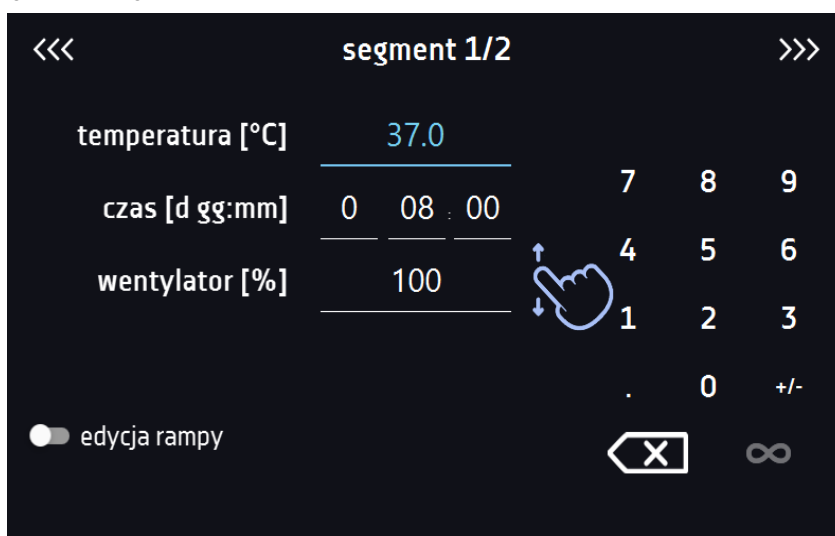 <<< segment 1/2 >>>
temperatura [°C] 37.0
czas [d gg:mm] 0 08 : 00
wentylator [%] 100
7 8 9
4 5 6
1 2 3
. 0 +/-
edycja rampy
X ∞